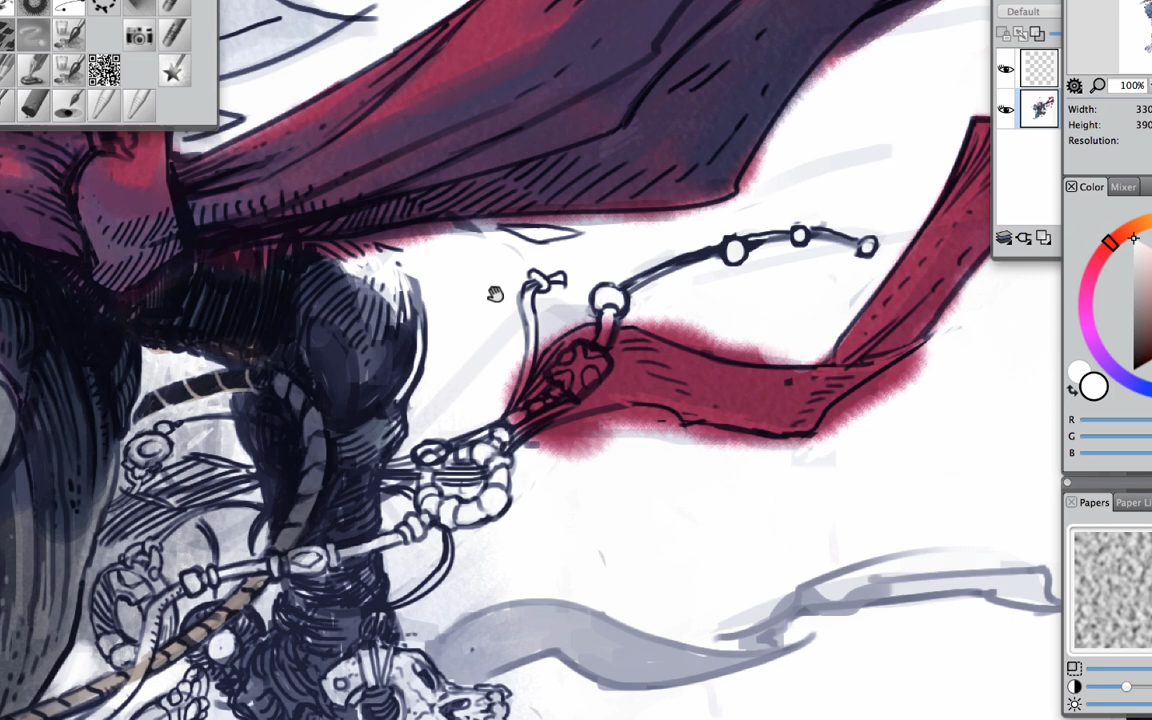 Default
100%
Width: 330
Height: 390
Resolution:
Color Mixer
R
G
B
Papers Paper Li